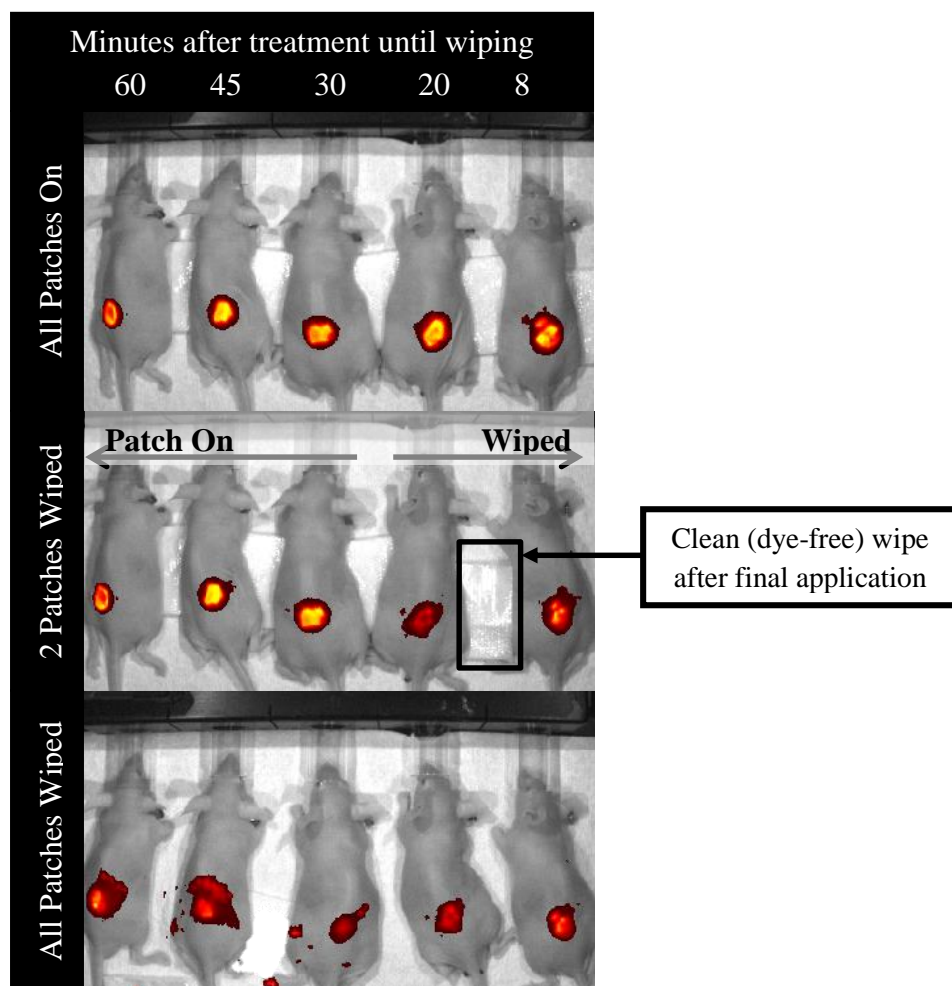 Minutes after treatment until wiping
60 45 30 20 8
All Patches On
Patch On Wiped
2 Patches Wiped
Clean (dye-free) wipe
after final application
All Patches Wiped